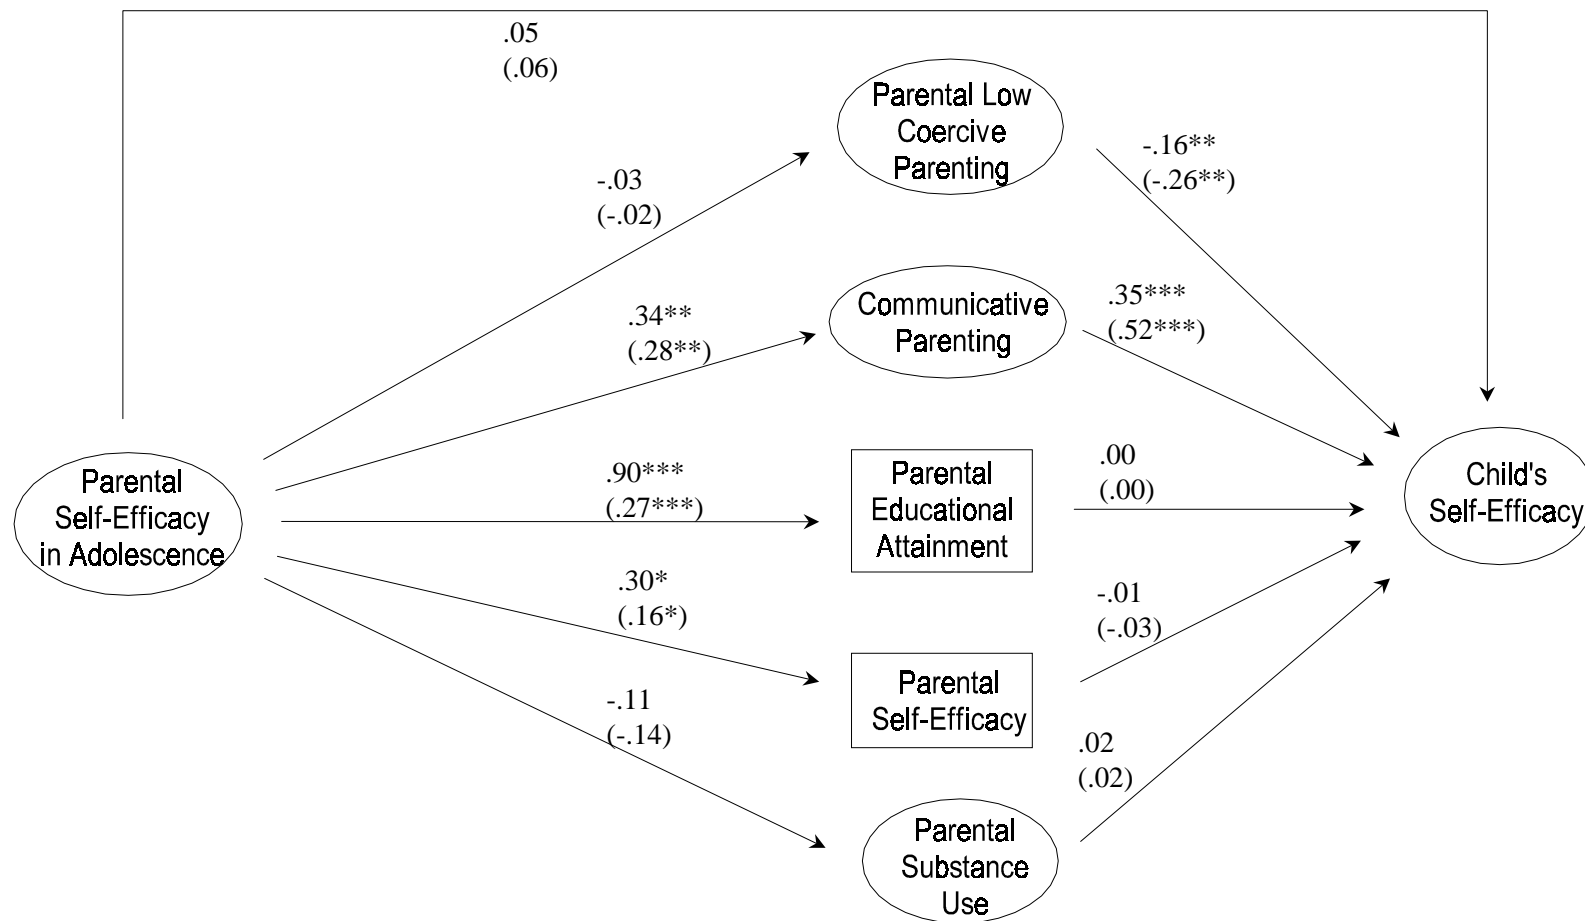 .05
(.06)
Parental Low
Coercive
Parenting
-.16**
(-.26**)
-.03
(-.02)
Communicative
Parenting
.35***
(.52***)
.34**
(.28**)
Parental
Self-Efficacy
in Adolescence
.90***
(.27***)
Parental
Educational
Attainment
.00
(.00)
Child's
Self-Efficacy
.30*
(.16*)
Parental
Self-Efficacy
-.01
(-.03)
-.11
(-.14)
Parental
Substance
Use
.02
(.02)